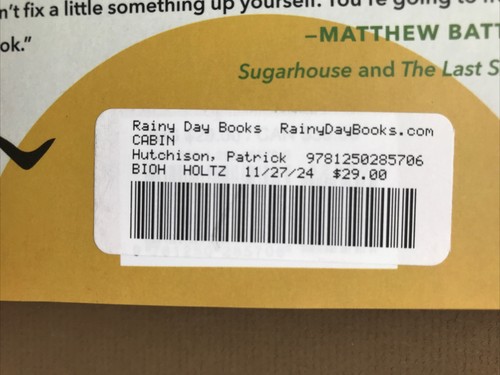 n't fix a little something up yourself. You're going to
ok."
–MATTHEW BATT
Sugarhouse and The Last S
Rainy Day Books RainyDayBooks.com
CABIN
Hutchison, Patrick 9781250285706
BIOH HOLTZ 11/27/24 $29.00